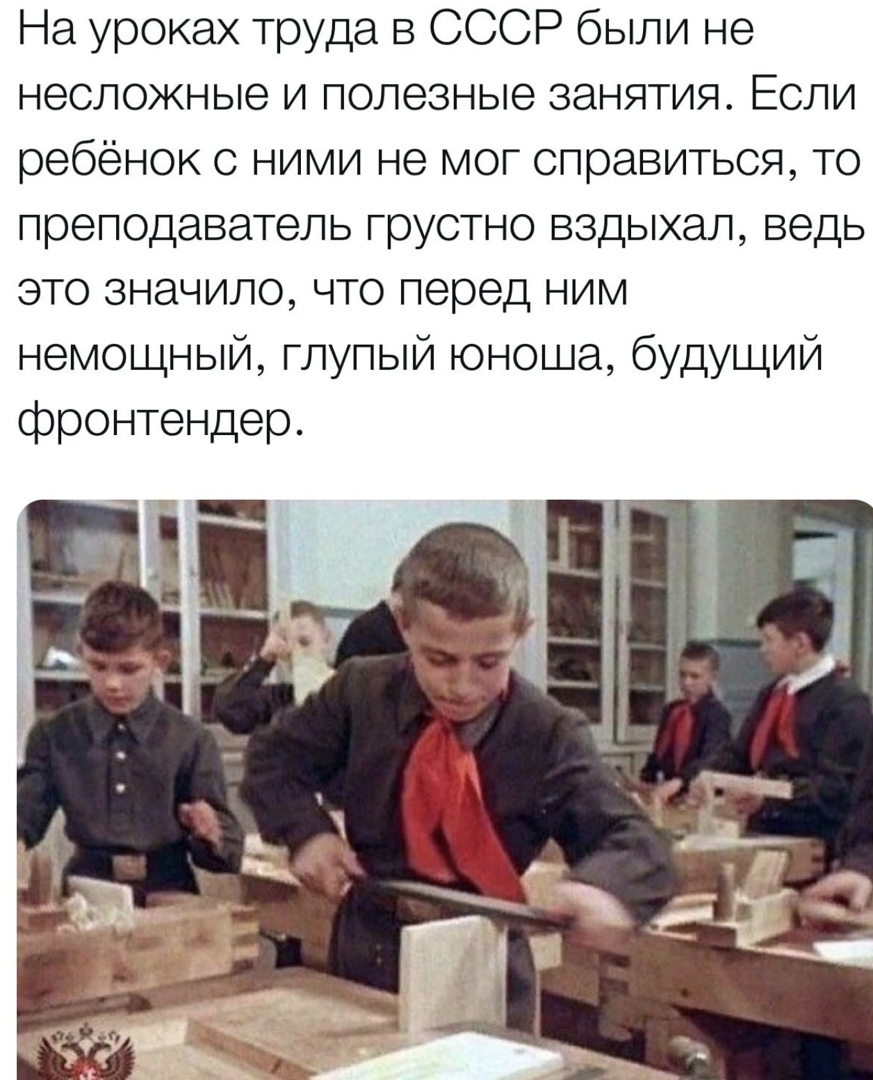 На уроках труда в СССР были не
несложные и полезные занятия. Если
ребёнок с ними не мог справиться, то
преподаватель грустно вздыхал, ведь
это значило, что перед ним
немощный, глупый юноша, будущий
фронтендер.